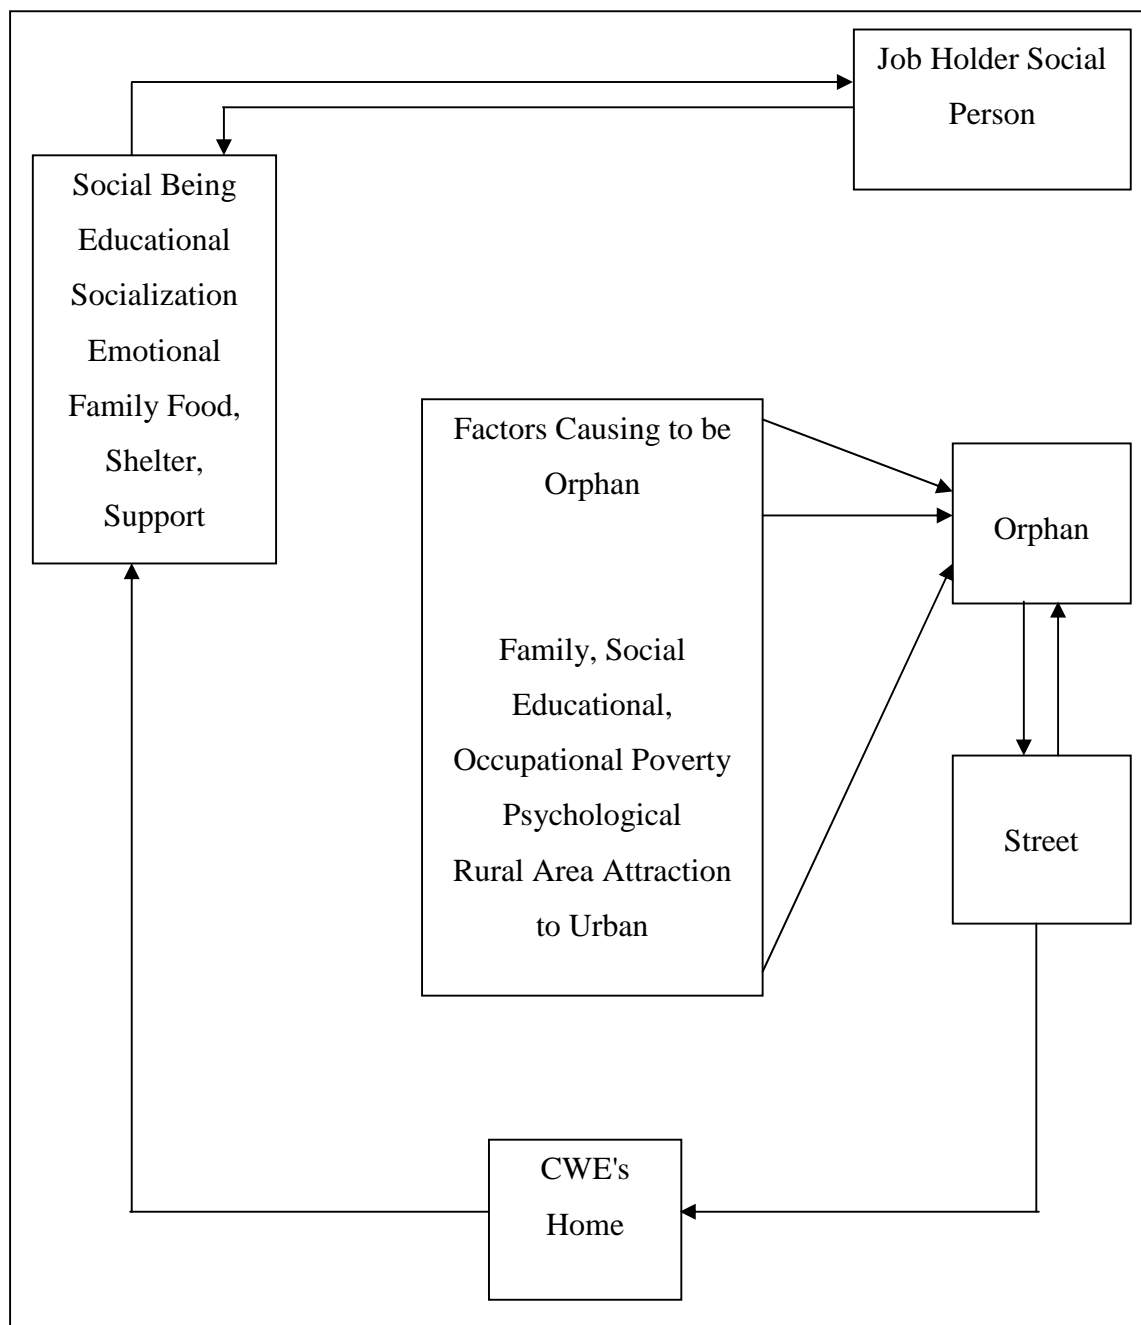 Job Holder Social
Person
Social Being
Educational
Socialization
Emotional
Family Food,
Shelter,
Support
Factors Causing to be
Orphan
Family, Social
Educational,
Occupational Poverty
Psychological
Rural Area Attraction
to Urban
Orphan
Street
CWE's
Home